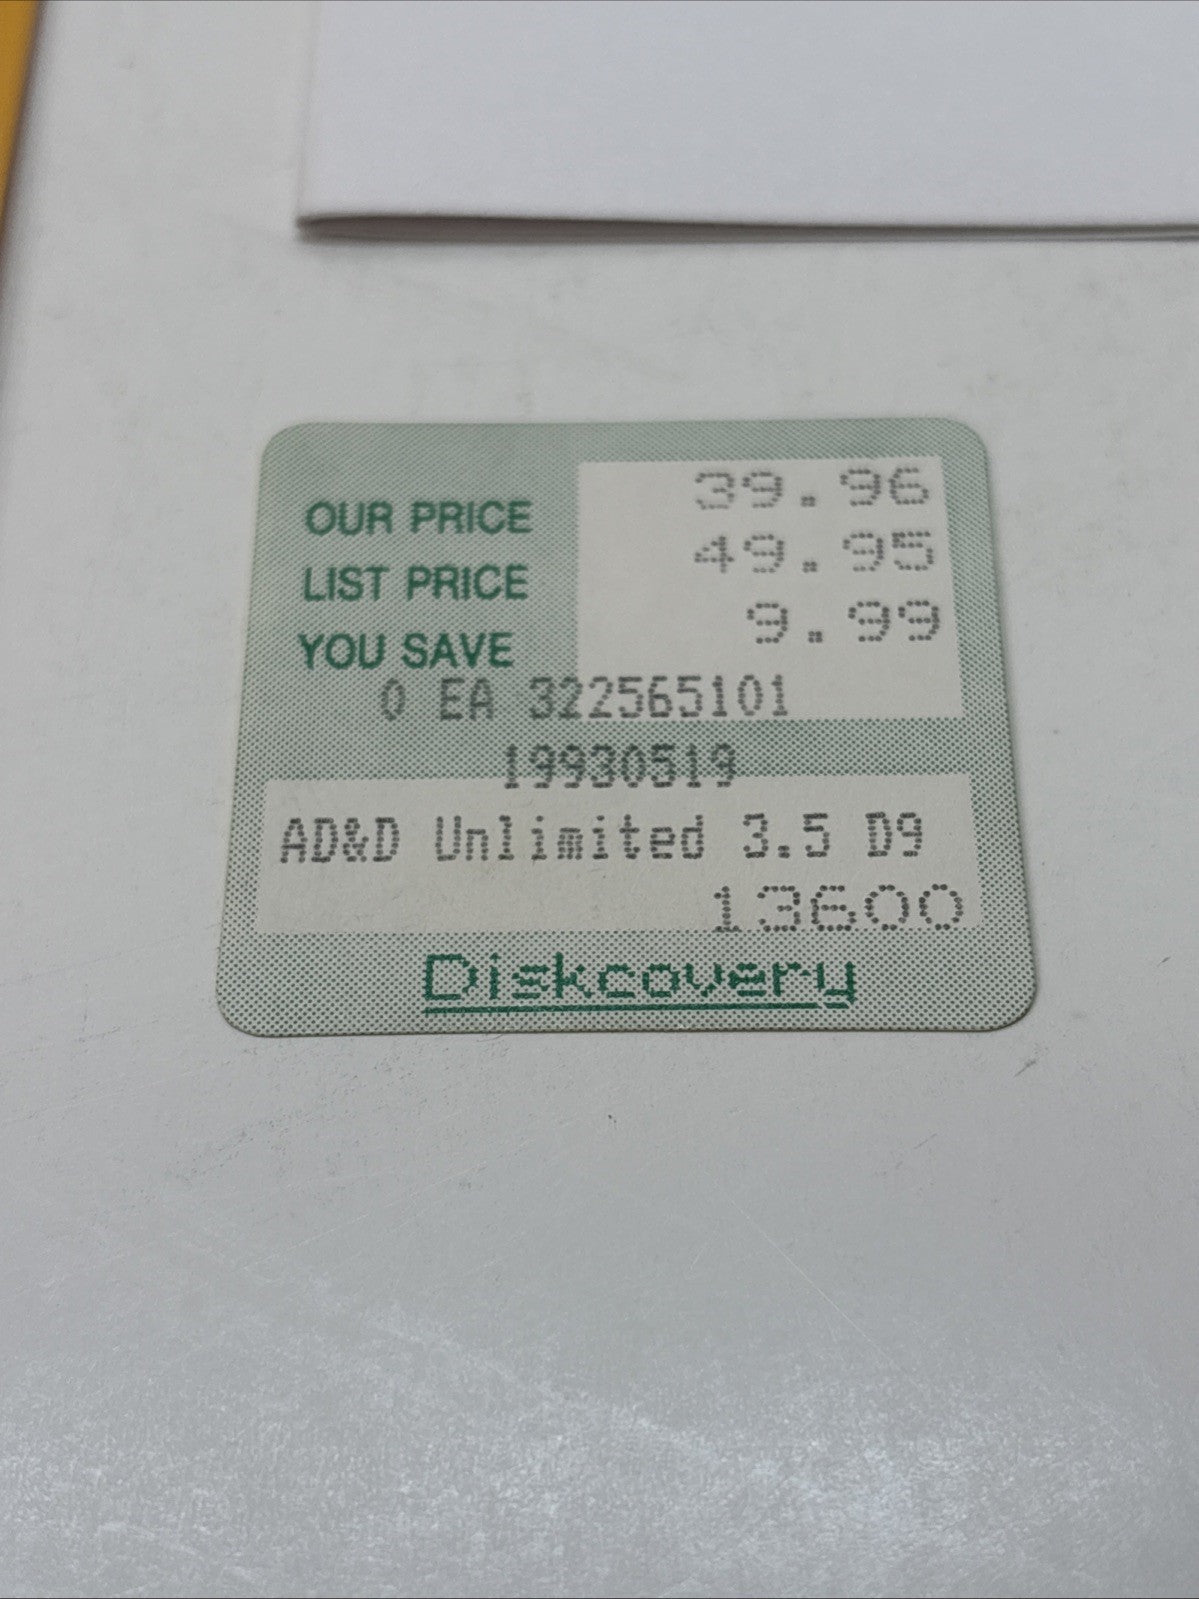 OUR PRICE 39.96
LIST PRICE 49.95
YOU SAVE 9.99
0 EA 322565101
19930519
AD&D Unlimited 3.5 D9
13600
Diskcovery